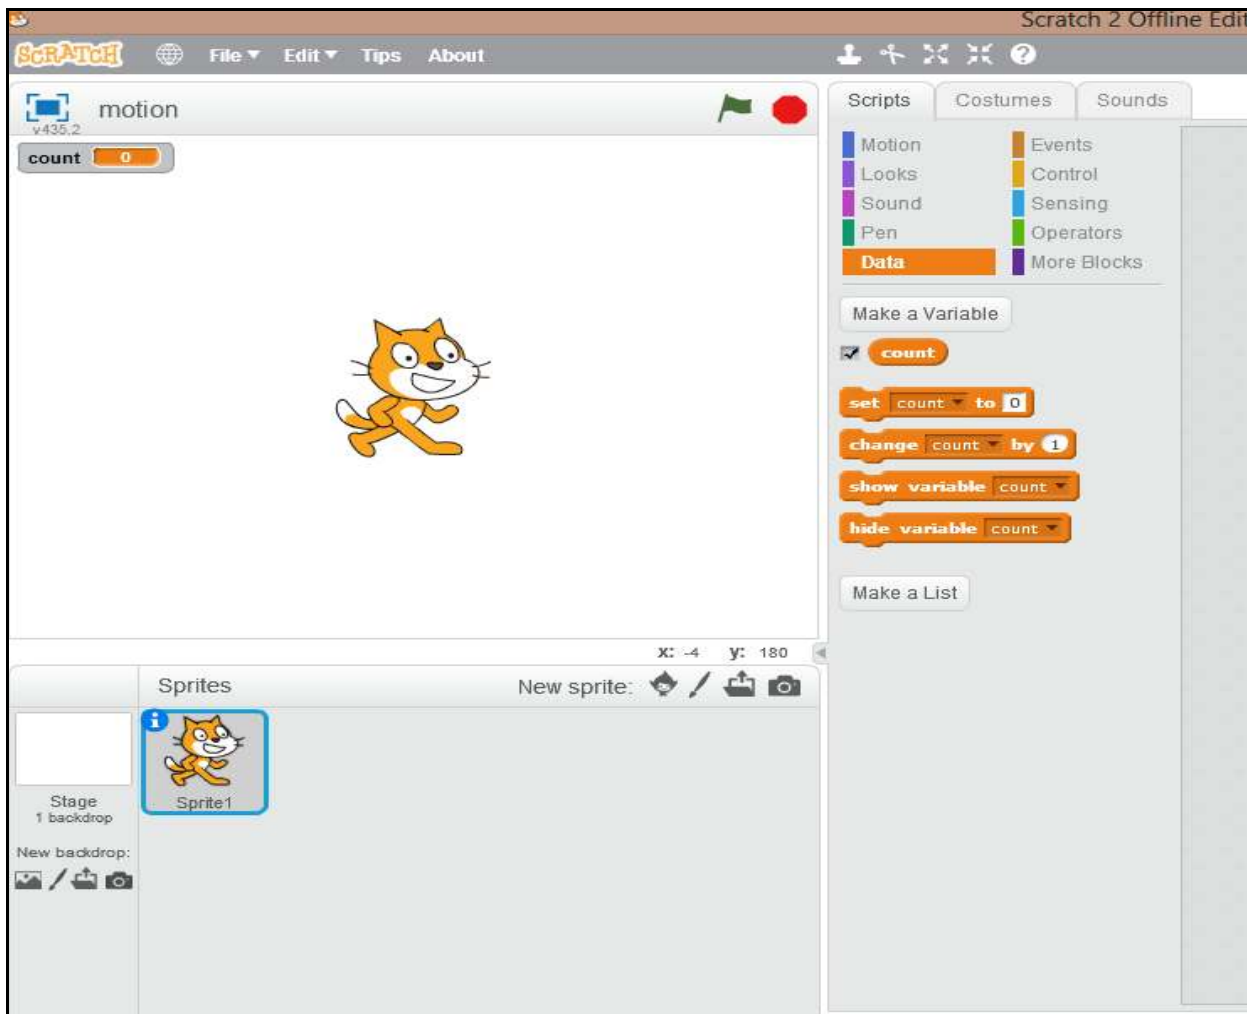 Scratch 2 Offline Edit
SCRATCH File Edit Tips About
motion
v435.2
count 0
x: -4 y: 180
Sprites New sprite:
Stage
1 backdrop
New backdrop:
Sprite1
Scripts Costumes Sounds
Motion Events
Looks Control
Sound Sensing
Pen Operators
Data More Blocks
Make a Variable
count
set count to 0
change count by 1
show variable count
hide variable count
Make a List